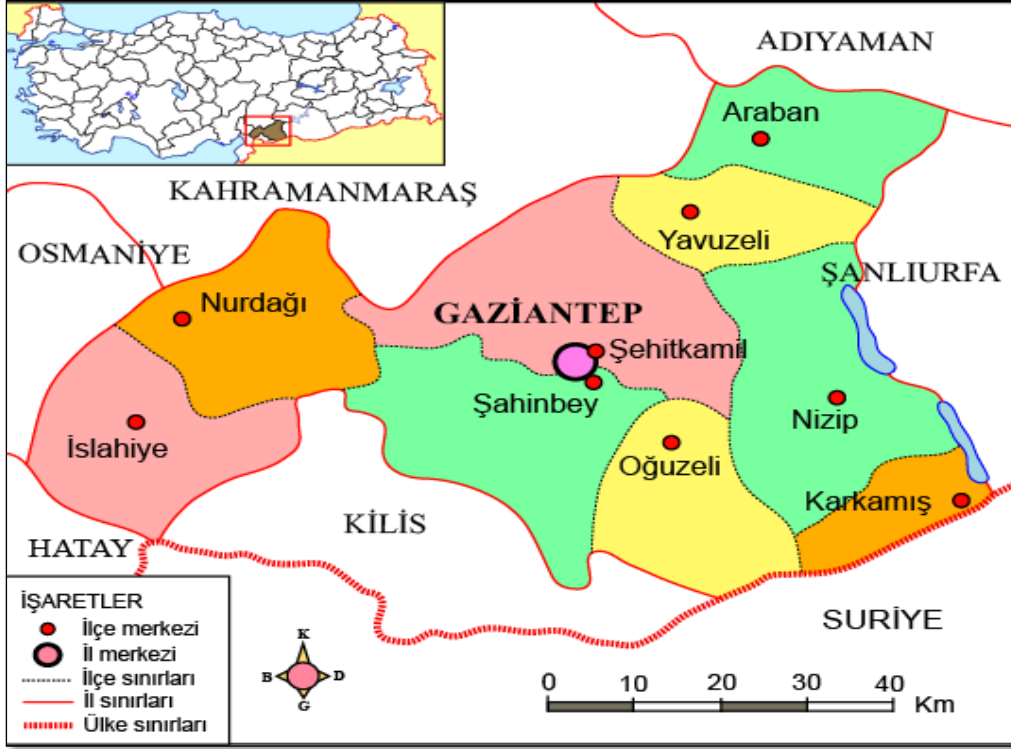 ADIYAMAN
Araban
KAHRAMANMARAŞ
OSMANİYE
Yavuzeli
ŞANLIURFA
Nurdağı
GAZİANTEP
Şehitkamil
Şahinbey
Nizip
İslahiye
Oğuzeli
Karkamış
KİLİS
HATAY
SURİYE
İŞARETLER
İlçe merkezi
İl merkezi
İlçe sınırları
İl sınırları
Ülke sınırları
K
B D
G
0 10 20 30 40 Km